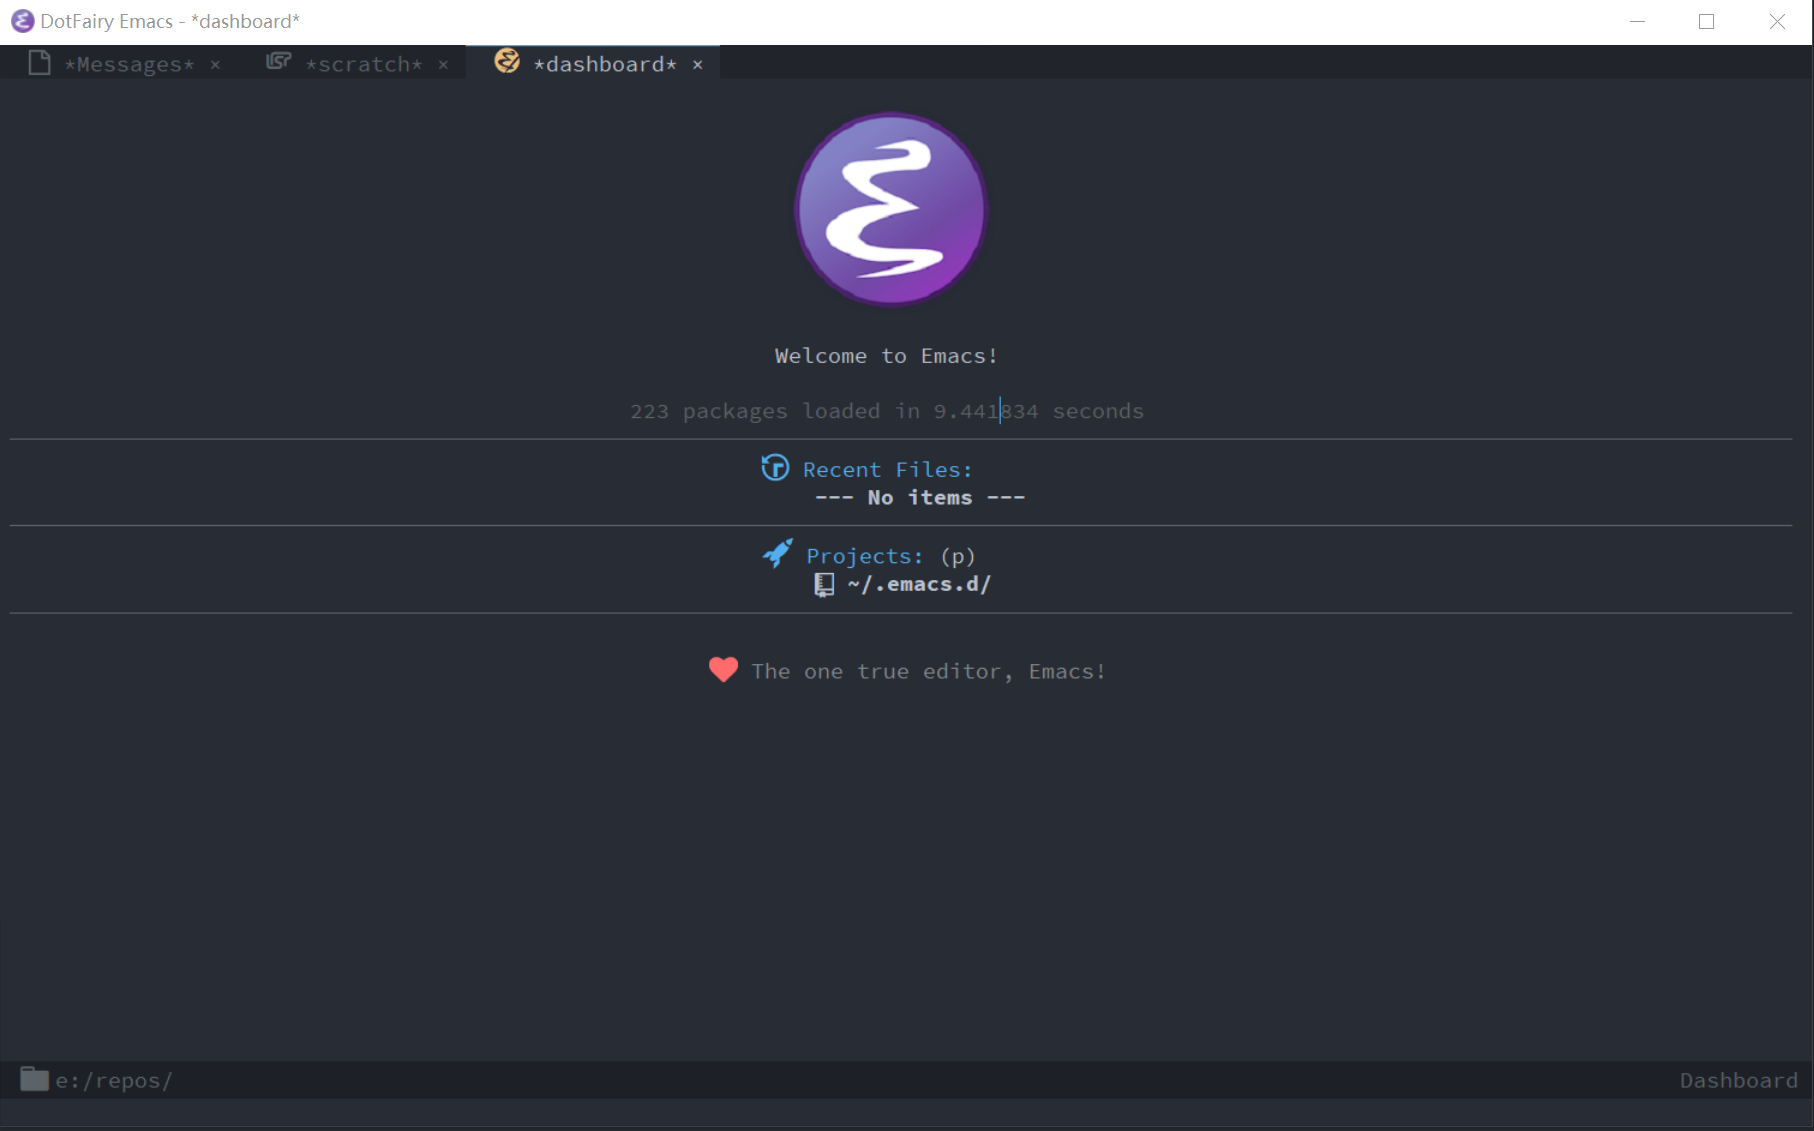 DotFairy Emacs - *dashboard*
*Messages* × *scratch* × *dashboard* ×
Welcome to Emacs!
223 packages loaded in 9.441834 seconds
Recent Files:
--- No items ---
Projects: (p)
~/.emacs.d/
The one true editor, Emacs!
e:/repos/ Dashboard